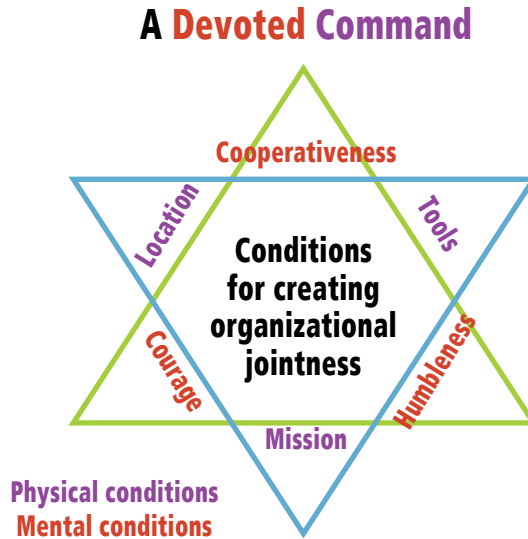 A Devoted Command
Cooperativeness
Location
Tools
Conditions
for creating
organizational
jointness
Courage
Humbleness
Mission
Physical conditions
Mental conditions